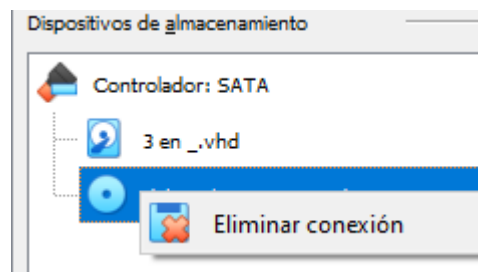 Dispositivos de almacenamiento
Controlador: SATA
3 en _.vhd
Eliminar conexión